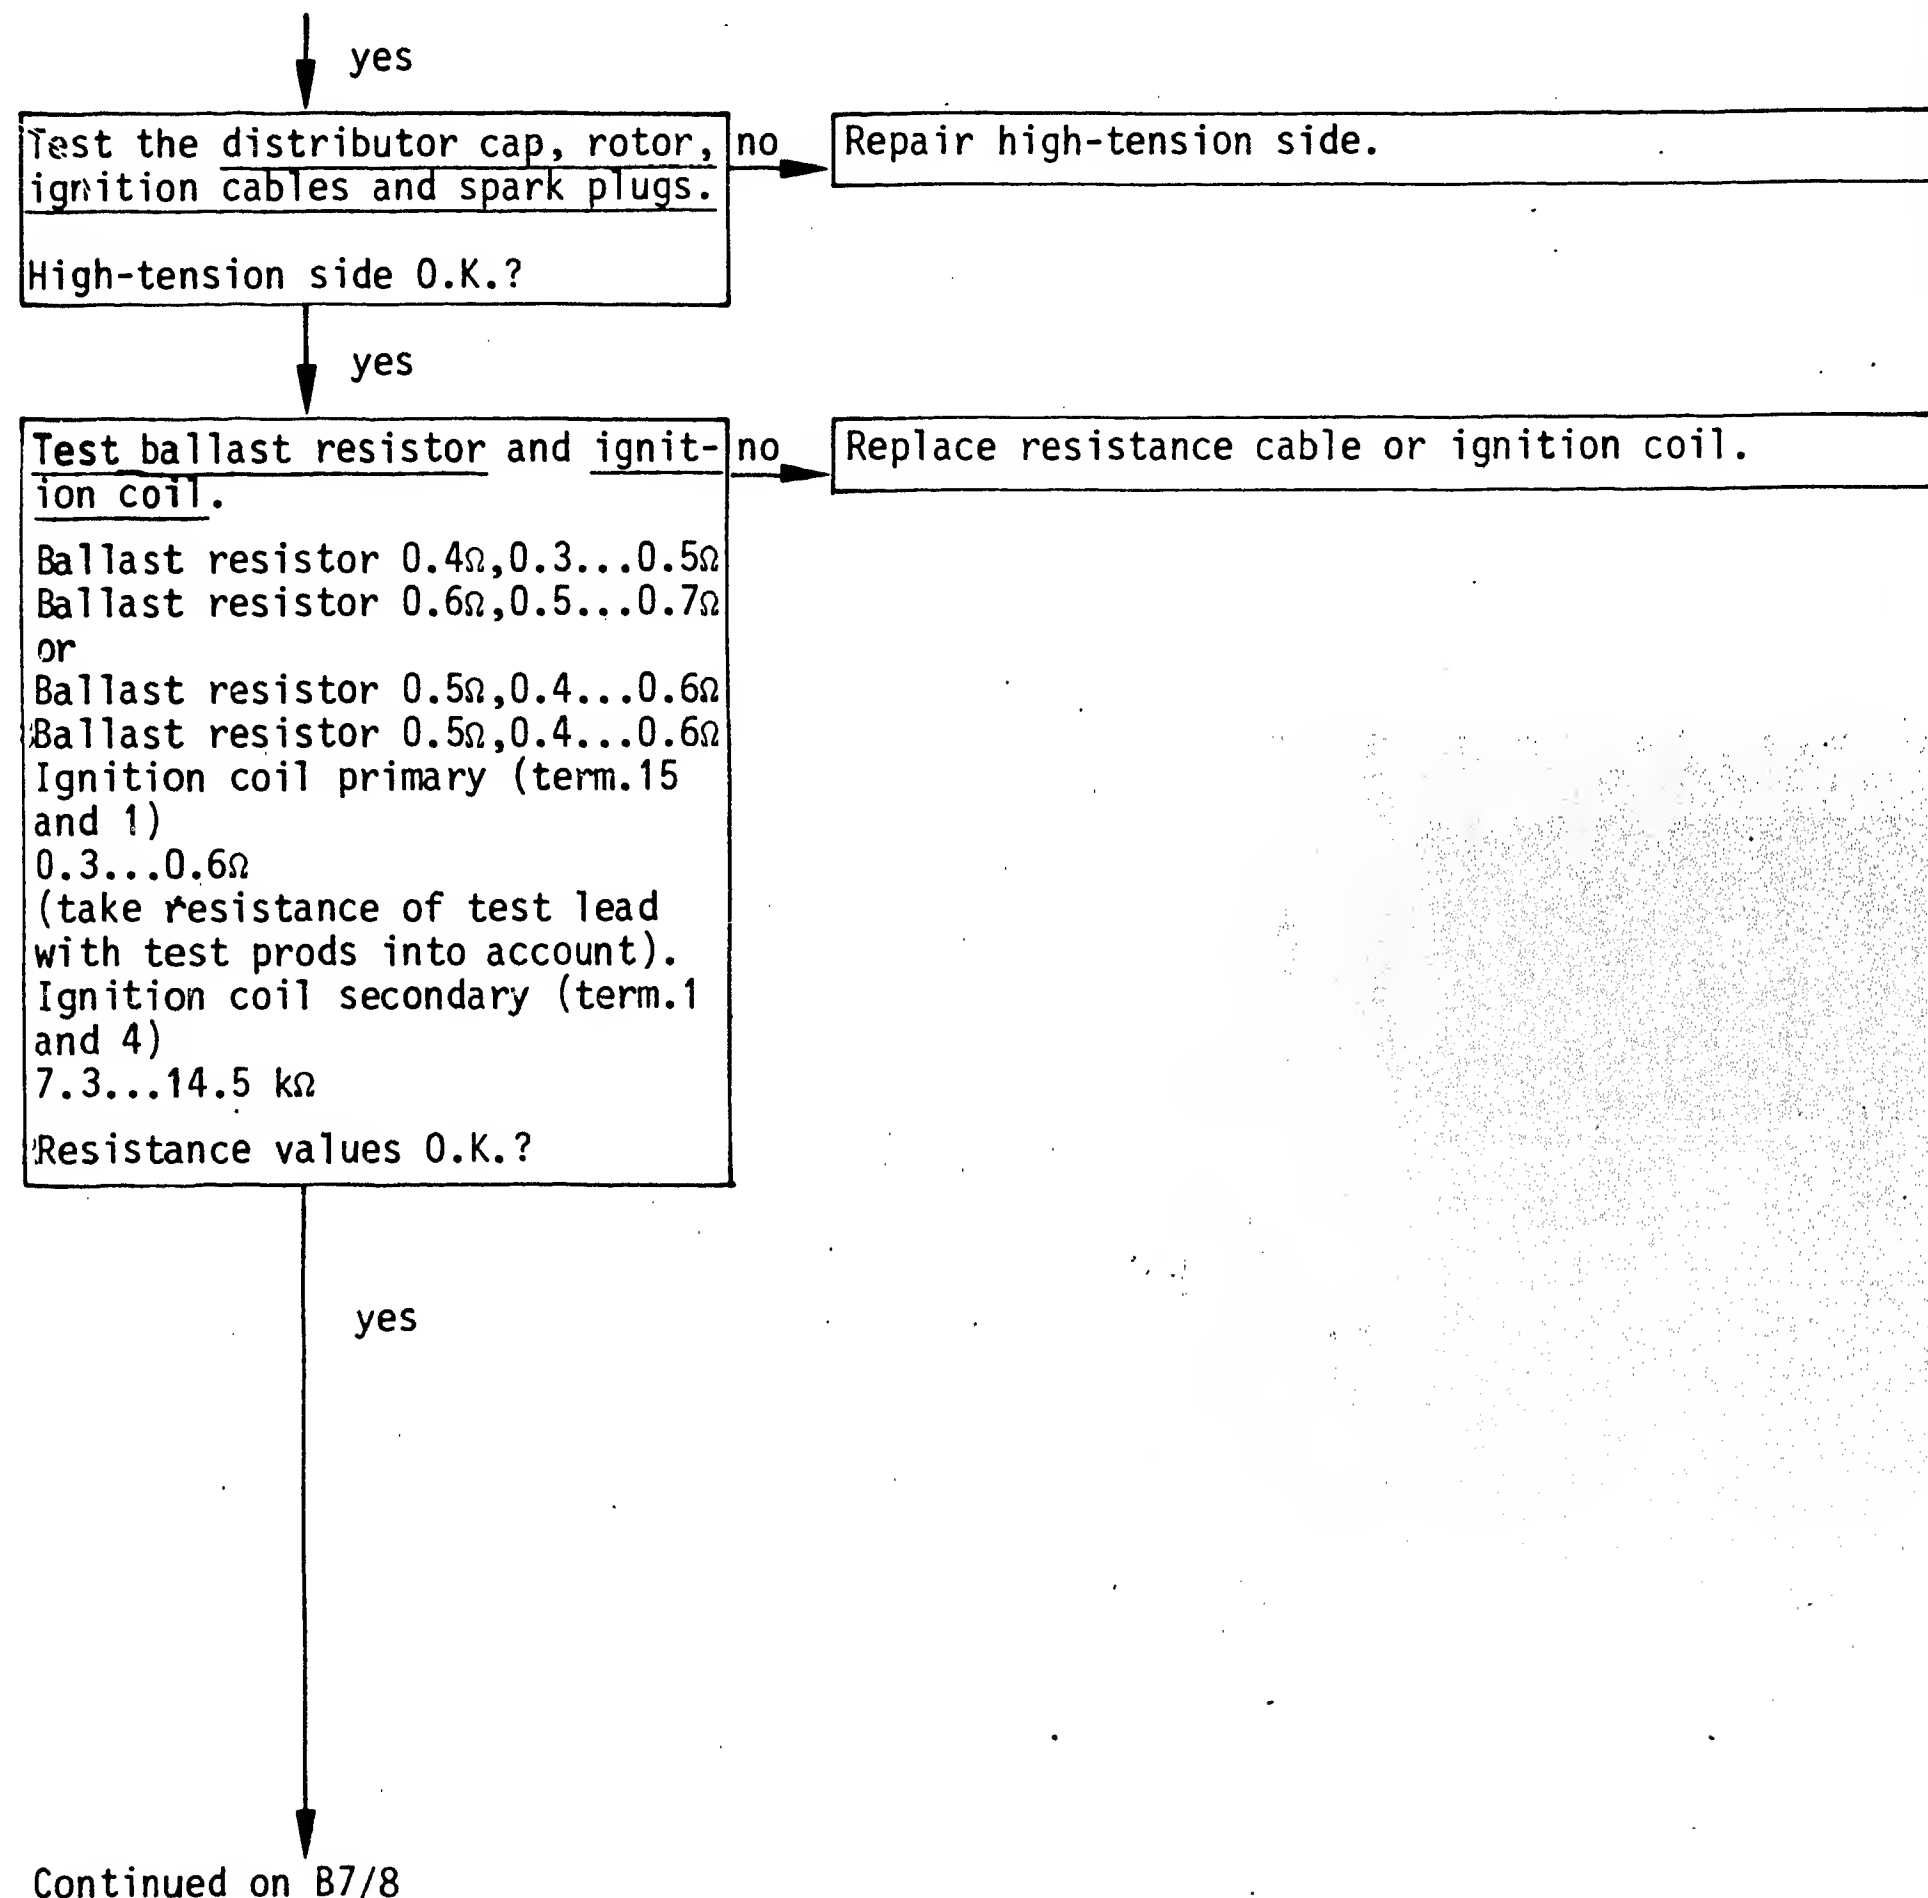 yes
Test the distributor cap, rotor,
ignition cables and spark plugs.
High-tension side O.K.?
no
Repair high-tension side.
yes
Test ballast resistor and ignit-
ion coil.
Ballast resistor 0.4Ω,0.3...0.5Ω
Ballast resistor 0.6Ω,0.5...0.7Ω
or
Ballast resistor 0.5Ω,0.4...0.6Ω
Ballast resistor 0.5Ω,0.4...0.6Ω
Ignition coil primary (term.15
and 1)
0.3...0.6Ω
(take resistance of test lead
with test prods into account).
Ignition coil secondary (term.1
and 4)
7.3...14.5 kΩ
Resistance values O.K.?
no
Replace resistance cable or ignition coil.
yes
Continued on B7/8